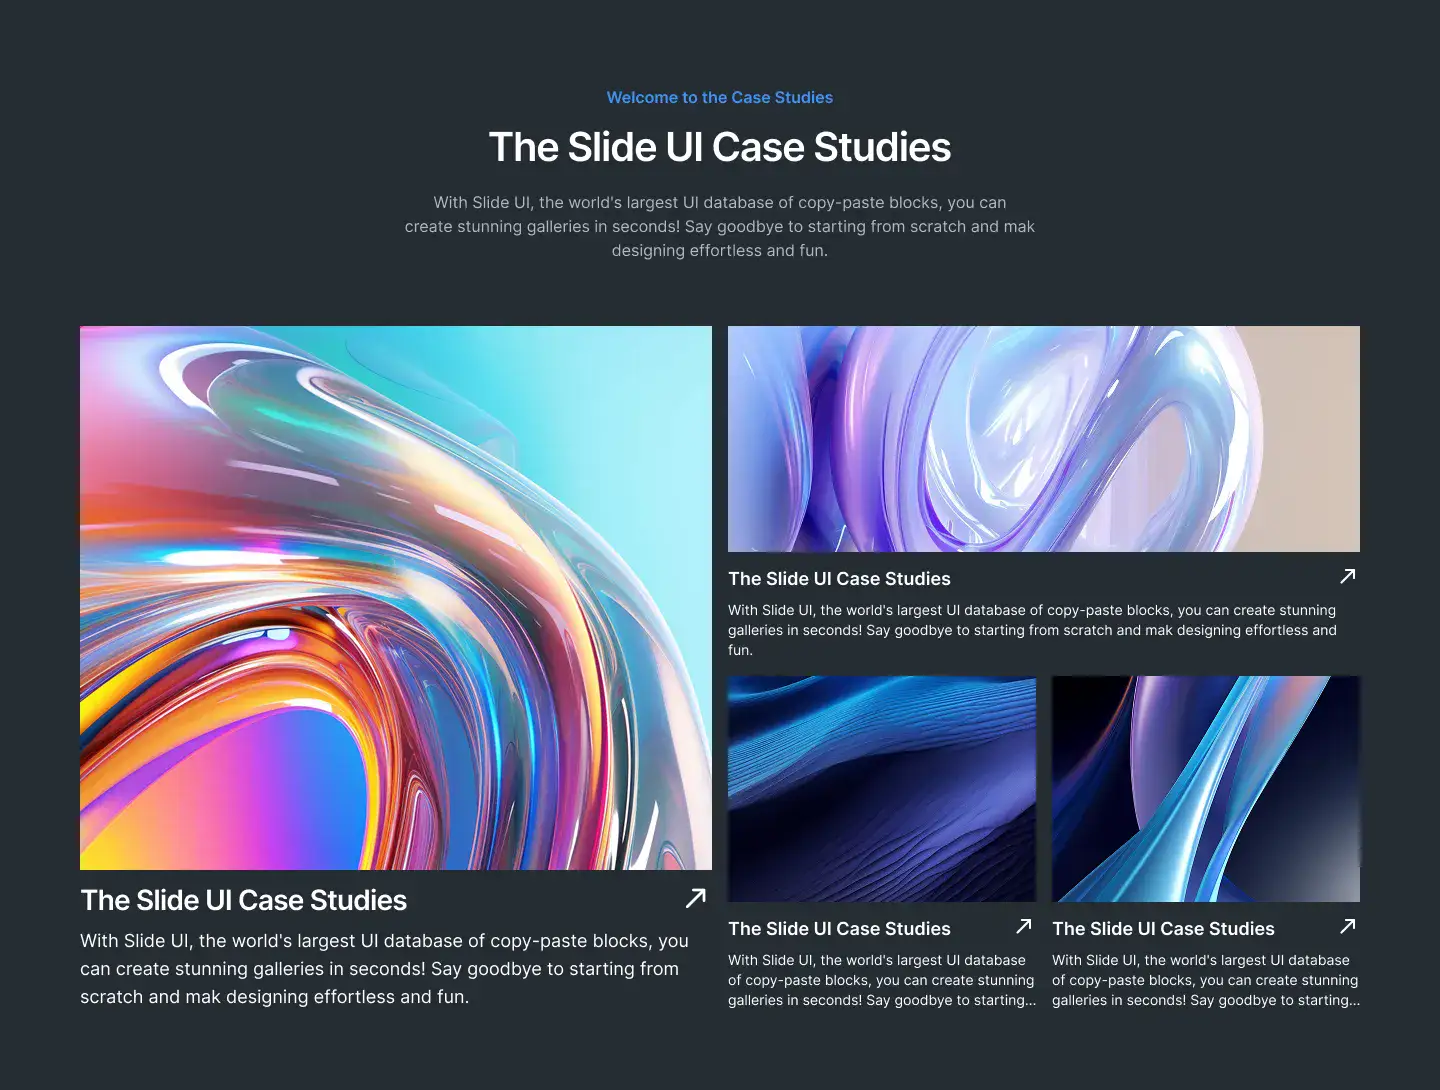 Welcome to the Case Studies
The Slide UI Case Studies
With Slide UI, the world's largest UI database of copy-paste blocks, you can
create stunning galleries in seconds! Say goodbye to starting from scratch and mak
designing effortless and fun.
The Slide UI Case Studies
With Slide UI, the world's largest UI database of copy-paste blocks, you
can create stunning galleries in seconds! Say goodbye to starting from
scratch and mak designing effortless and fun.
The Slide UI Case Studies
With Slide UI, the world's largest UI database of copy-paste blocks, you can create stunning
galleries in seconds! Say goodbye to starting from scratch and mak designing effortless and
fun.
The Slide UI Case Studies
With Slide UI, the world's largest UI database
of copy-paste blocks, you can create stunning
galleries in seconds! Say goodbye to starting...
The Slide UI Case Studies
With Slide UI, the world's largest UI database
of copy-paste blocks, you can create stunning
galleries in seconds! Say goodbye to starting...